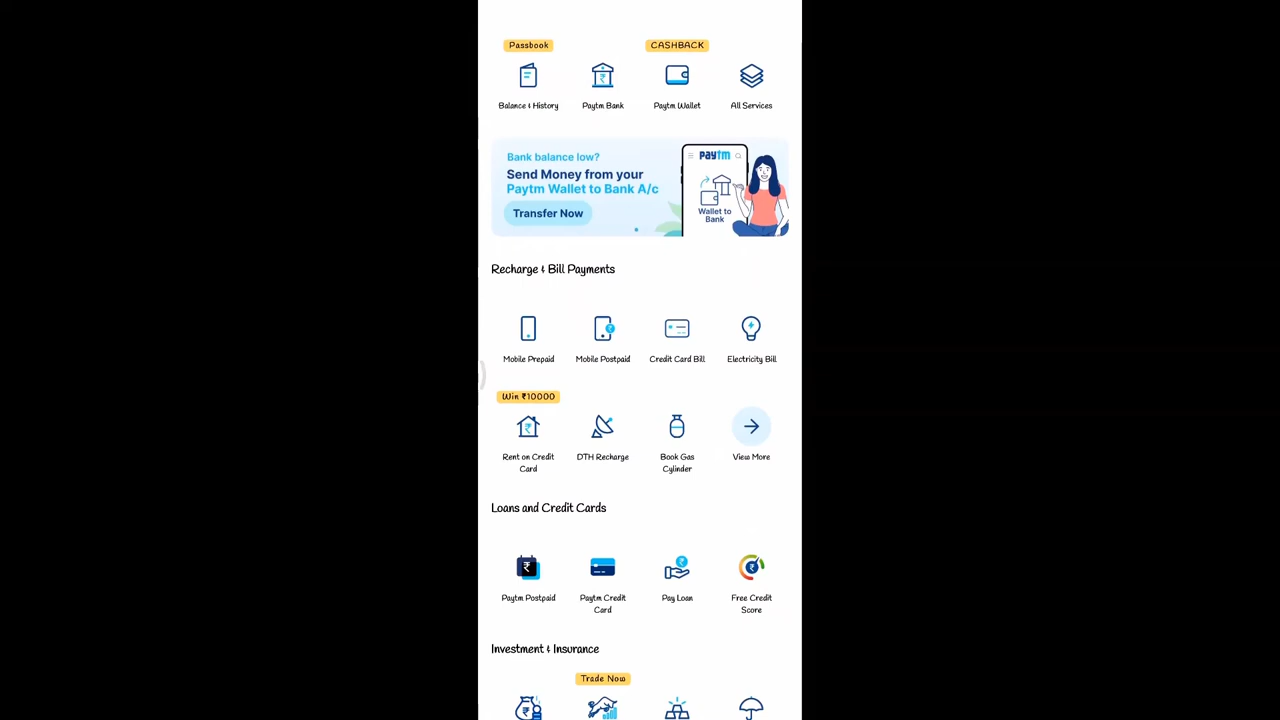 Passbook
CASHBACK
Balance & History
Paytm Bank
Paytm Wallet
All Services
Bank balance low?
Send Money from your
Paytm Wallet to Bank A/c
Transfer Now
paytm
Wallet to
Bank
Recharge & Bill Payments
Mobile Prepaid
Mobile Postpaid
Credit Card Bill
Electricity Bill
Win ₹10000
Rent on Credit
Card
DTH Recharge
Book Gas
Cylinder
View More
Loans and Credit Cards
Paytm Postpaid
Paytm Credit
Card
Pay Loan
Free Credit
Score
Investment & Insurance
Trade Now